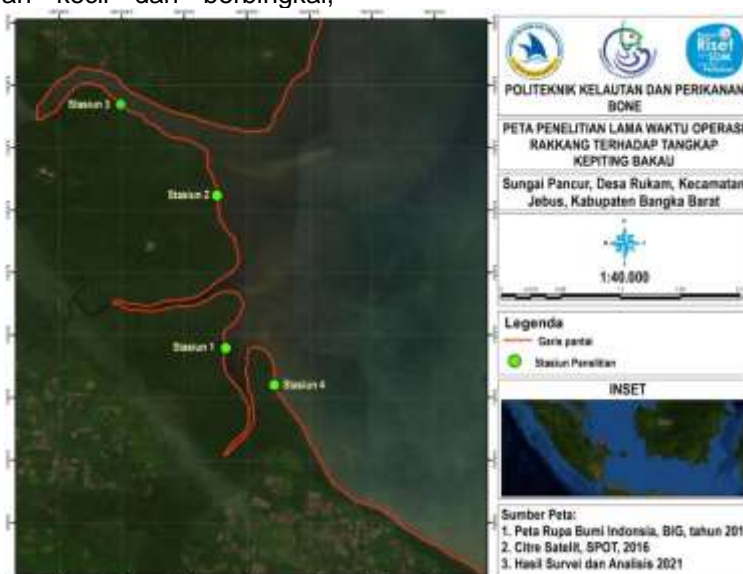 kecil dan berbingkai,
Stasiun 3
Stasiun 2
Stasiun 1
Stasiun 4
Riset
POLITEKNIK KELAUTAN DAN PERIKANAN
BONE
PETA PENELITIAN LAMA WAKTU OPERASI
RAKKANG TERHADAP TANGKAP
KEPITING BAKAU
Sungai Pancur, Desa Rukam, Kecamatan
Jebus, Kabupaten Bangka Barat
1:40.000
Legenda
Garis pantai
Stasiun Penelitian
INSET
Sumber Peta:
1. Peta Rupa Bumi Indonsia, BIG, tahun 201
2. Citre Satelit, SPOT, 2016
3. Hasil Survei dan Analisis 2021